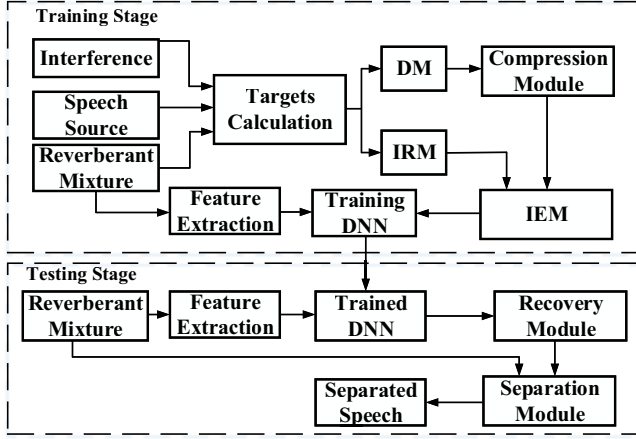 Training Stage
Interference
Speech
Source
Reverberant
Mixture
Targets
Calculation
DM
IRM
Compression
Module
Feature
Extraction
Training
DNN
IEM
Testing Stage
Reverberant
Mixture
Feature
Extraction
Trained
DNN
Recovery
Module
Separated
Speech
Separation
Module